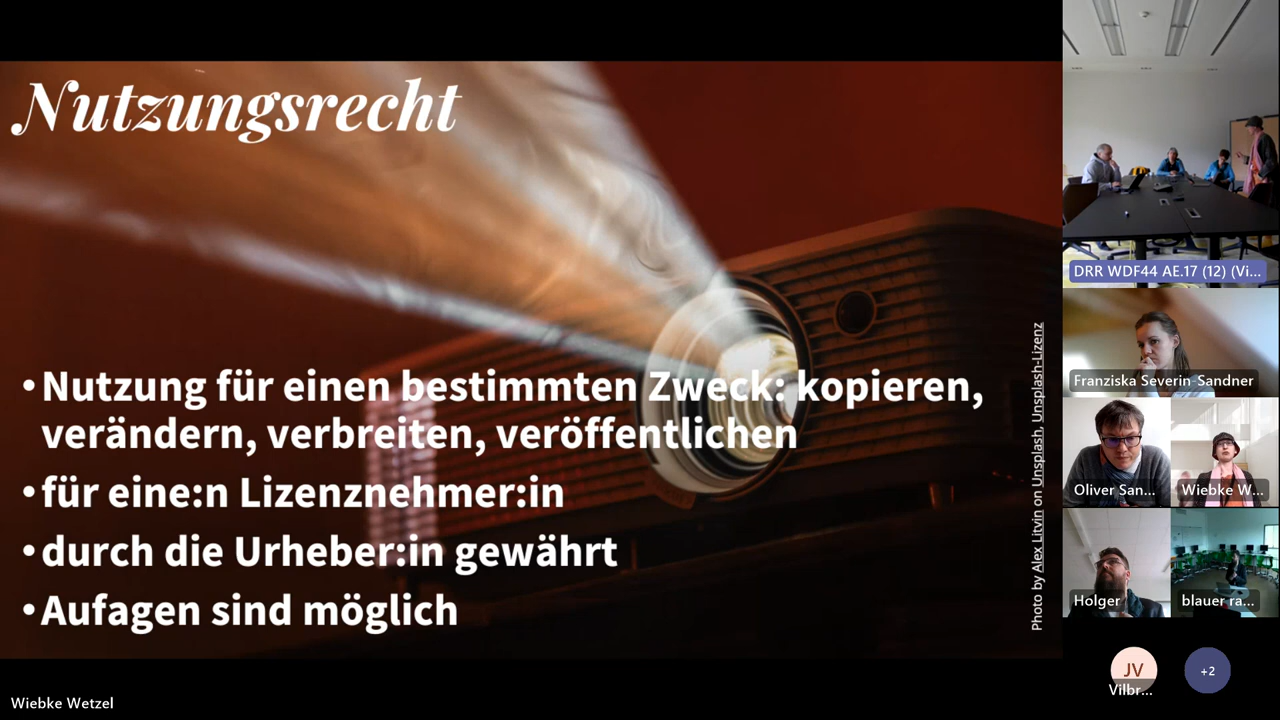 Nutzungsrecht
• Nutzung für einen bestimmten Zweck: kopieren,
verändern, verbreiten, veröffentlichen
• für eine:n Lizenznehmer:in
• durch die Urheber:in gewährt
• Aufagen sind möglich
Photo by Alex Litvin on Unsplash, Unsplash-Lizenz
Wiebke Wetzel
DRR WDF44 AE.17 (12) (Vi...
Franziska Severin-Sandner
Oliver San...
Wiebke W...
Holger
blauer ra...
JV
Vilbr...
+2